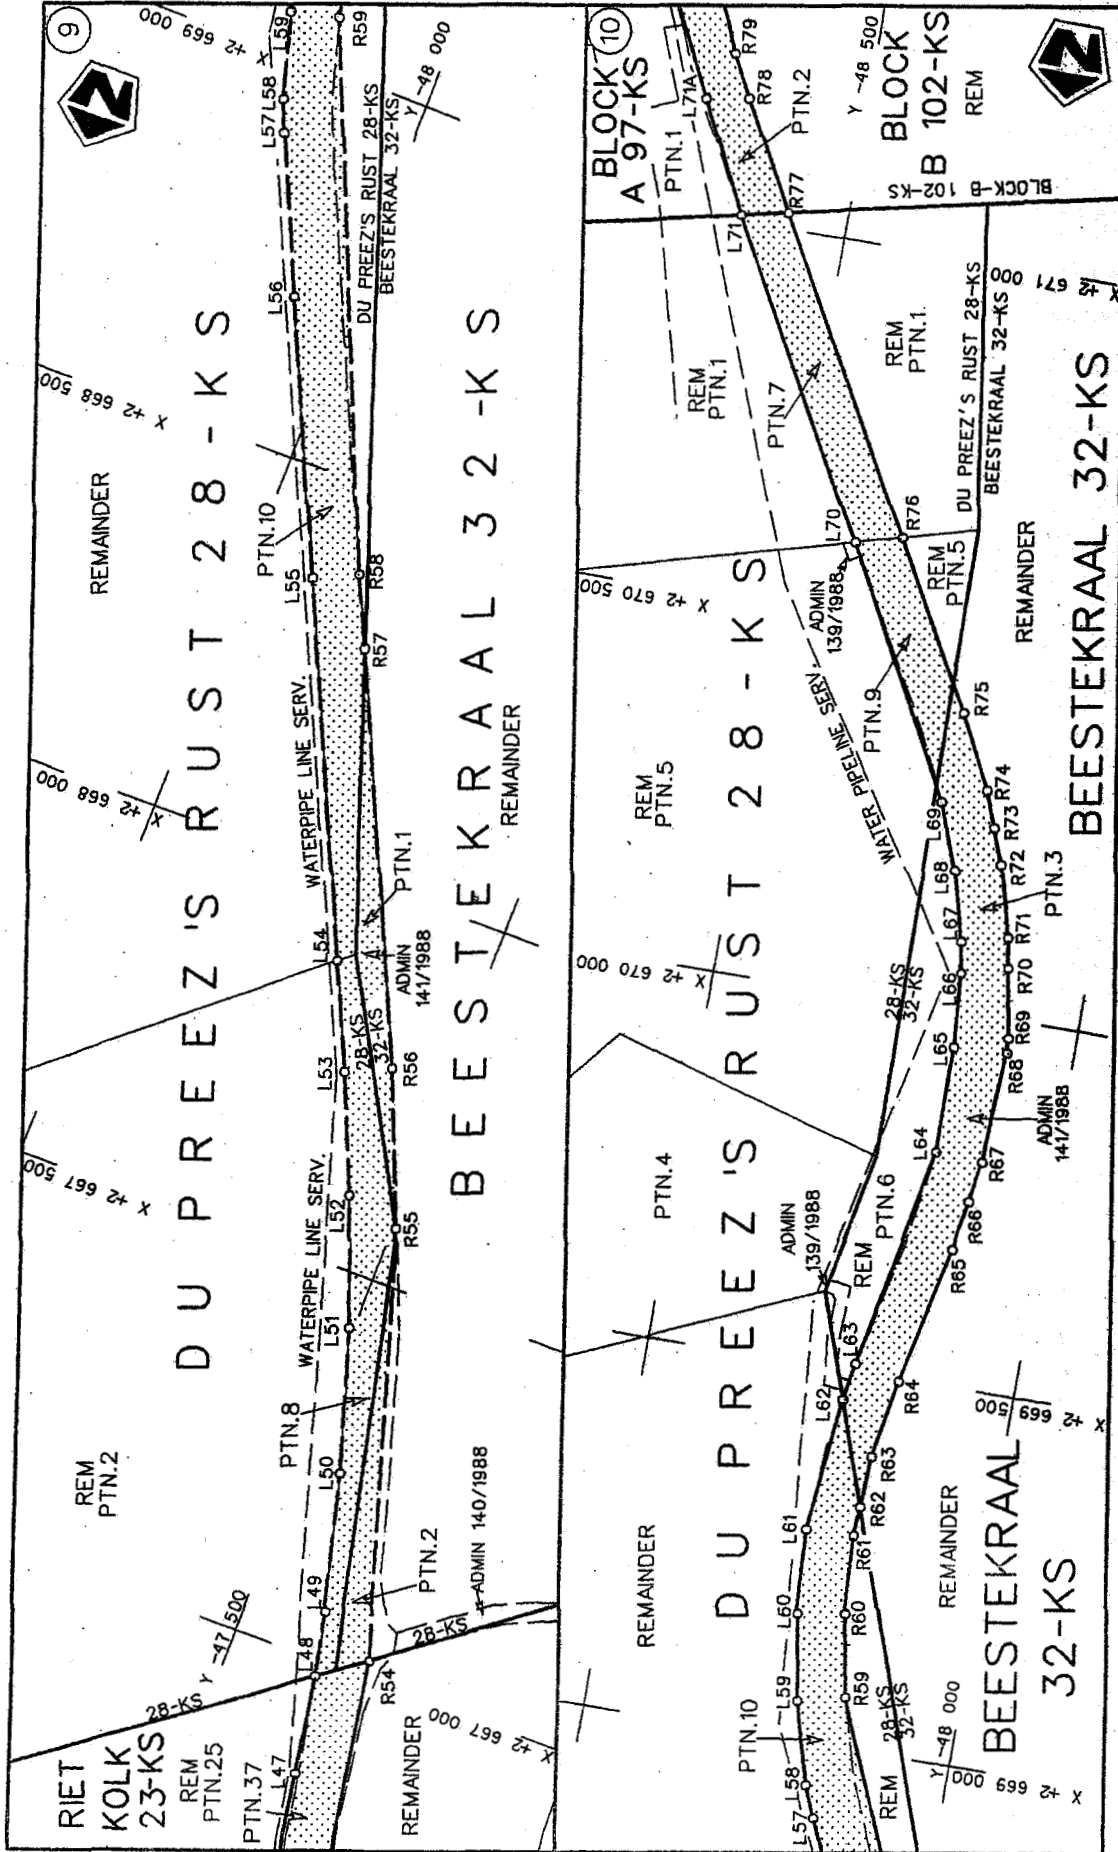 9
RIET
KOLK
23-KS
REM
PTN.25
PTN.37
L47
28-KS
Y -47 500
L48
L49
REM
PTN.2
PTN.8
L50
L51
L52
L53
L54
L55
L56
L57
L58
L59
WATERPIPE LINE SERV.
WATERPIPE LINE SERV.
DU PREEZ'S RUST 28-KS
REMAINDER
PTN.10
X +2 667 000
X +2 667 500
X +2 668 000
X +2 668 500
X +2 669 000
REMAINDER
R54
28-KS
ADMIN 140/1988
PTN.2
R55
R56
28-KS
32-KS
ADMIN
141/1988
PTN.1
R57
R58
R59
DU PREEZ'S RUST 28-KS
BEESTEKRAAL 32-KS
Y -48 000
BEESTEKRAAL 32-KS
REMAINDER
N
10
L57
L58
L59
L60
L61
L62
L63
L64
L65
L66
L67
L68
L69
L70
L71
L71A
PTN.10
REMAINDER
DU PREEZ'S RUST 28-KS
ADMIN
139/1988
PTN.4
REM
PTN.6
REM
PTN.5
WATER PIPELINE SERV.
PTN.9
ADMIN
139/1988
X +2 669 000
X +2 669 500
X +2 670 000
X +2 670 500
X +2 671 000
REM
PTN.1
PTN.7
BLOCK
A 97-KS
PTN.1
PTN.2
REM
28-KS
32-KS
Y -48 000
R59
R60
R61
R62
R63
R64
R65
R66
R67
R68
R69
R70
R71
R72
R73
R74
R75
R76
R77
R78
R79
BEESTEKRAAL
32-KS
REMAINDER
28-KS
32-KS
ADMIN
141/1988
PTN.3
REM
PTN.5
REMAINDER
DU PREEZ'S RUST 28-KS
BEESTEKRAAL 32-KS
BEESTEKRAAL 32-KS
REM
PTN.1
BLOCK-B 102-KS
Y -48 500
BLOCK
B 102-KS
REM
N